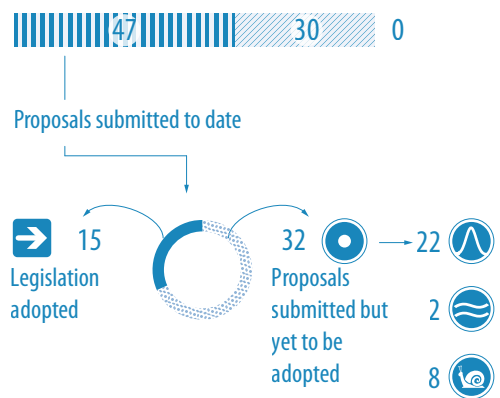 47 30 0
Proposals submitted to date
15
Legislation
adopted
32
Proposals
submitted but
yet to be
adopted
22
2
8